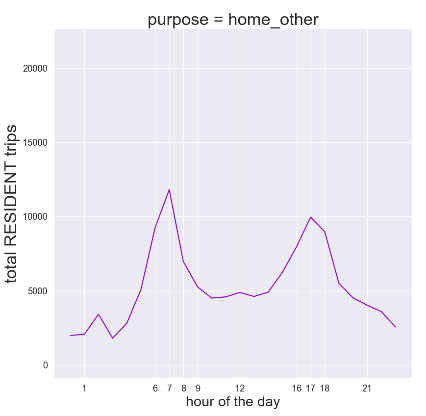 purpose = home_other
20000
15000
10000
5000
0
total RESIDENT trips
1 6 7 8 9 12 16 17 18 21
hour of the day